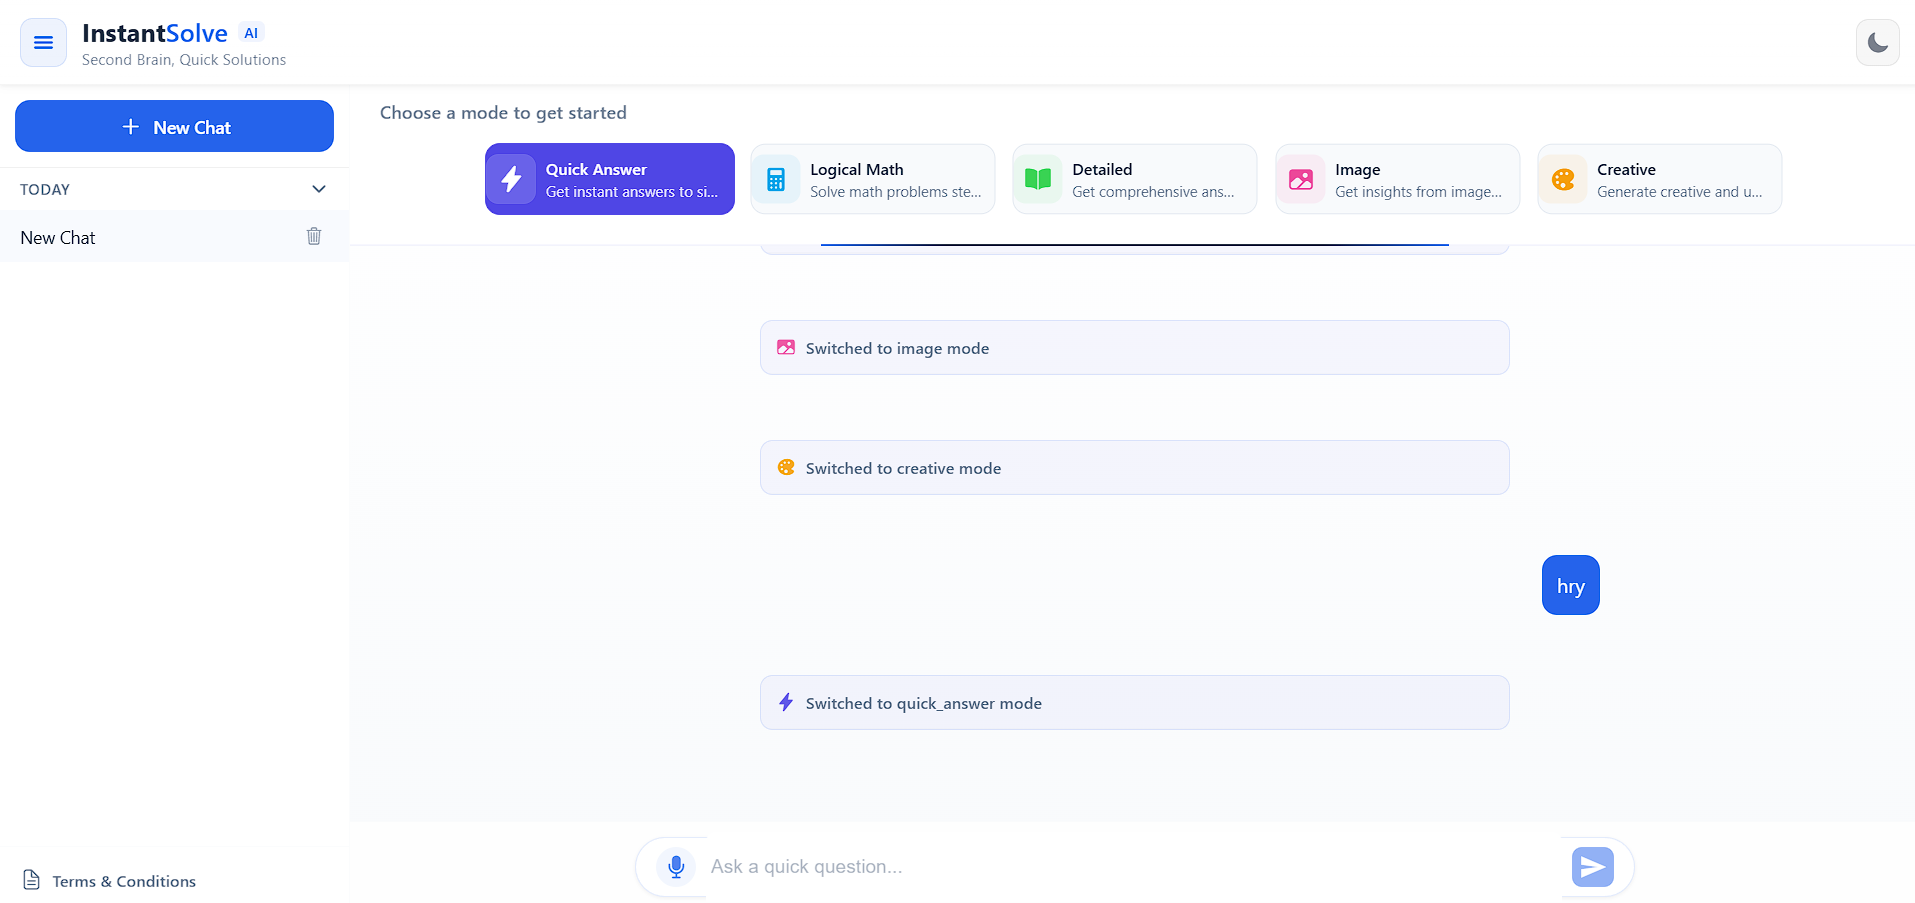 InstantSolve AI
Second Brain, Quick Solutions
New Chat
TODAY
New Chat
Terms & Conditions
Choose a mode to get started
Quick Answer
Get instant answers to si...
Logical Math
Solve math problems ste...
Detailed
Get comprehensive ans...
Image
Get insights from image...
Creative
Generate creative and u...
Switched to image mode
Switched to creative mode
hry
Switched to quick_answer mode
Ask a quick question...